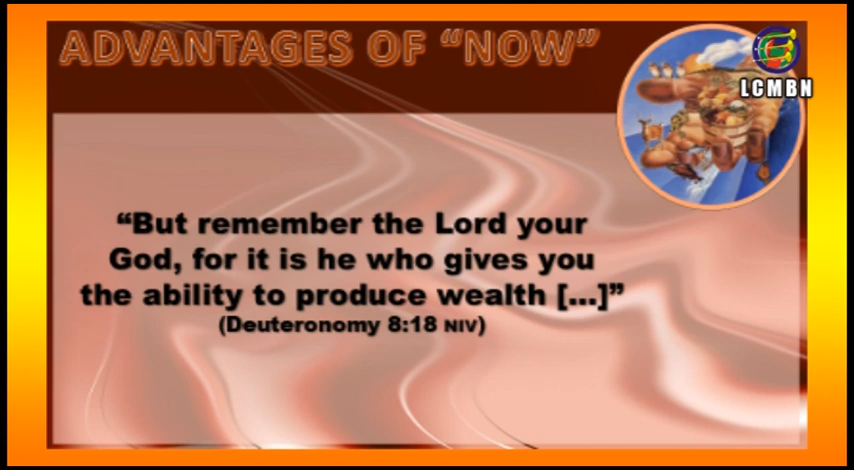 ADVANTAGES OF “NOW”
LCMBN
“But remember the Lord your
God, for it is he who gives you
the ability to produce wealth [...]”
(Deuteronomy 8:18 NIV)